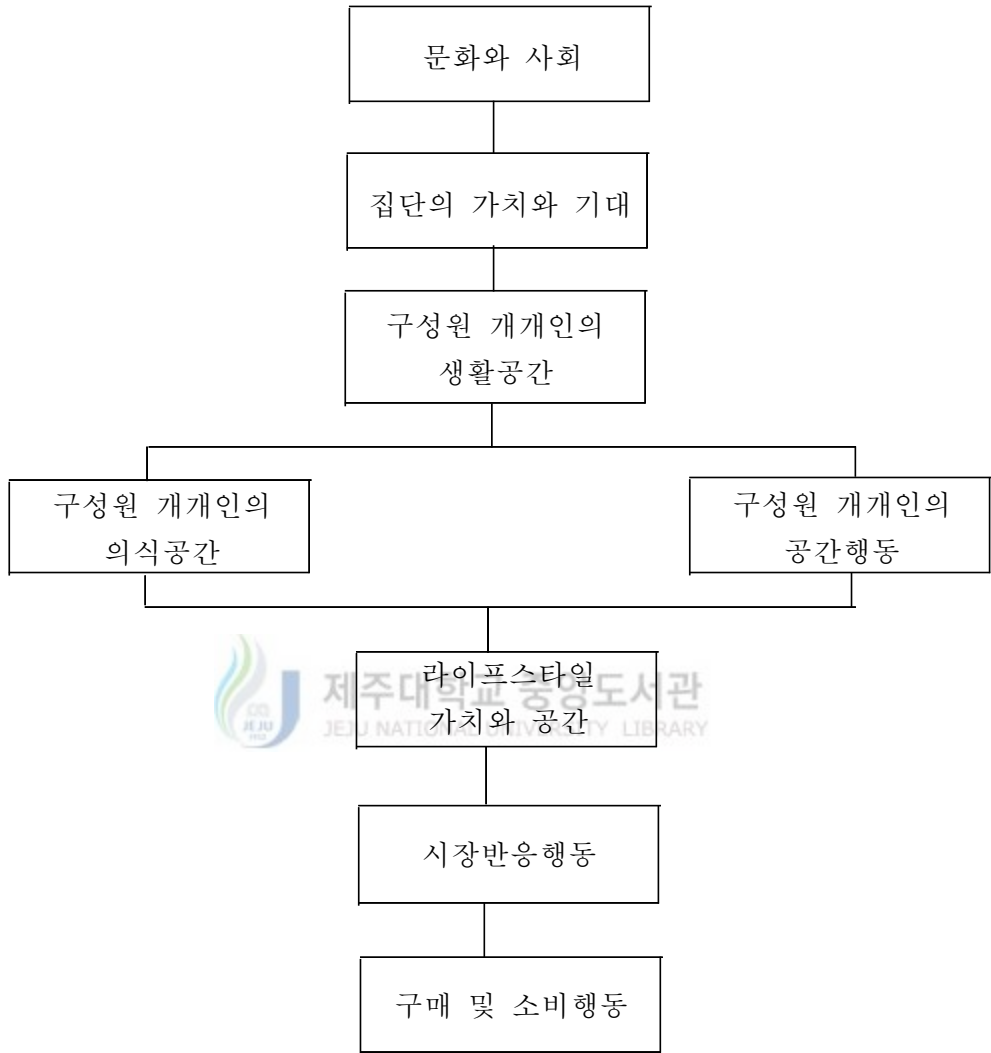 문화와 사회
집단의 가치와 기대
구성원 개개인의
생활공간
구성원 개개인의
의식공간
구성원 개개인의
공간행동
라이프스타일
가치와 공간
제주대학교 중앙도서관
JEJU NATIONAL UNIVERSITY LIBRARY
JEJU
1952
시장반응행동
구매 및 소비행동